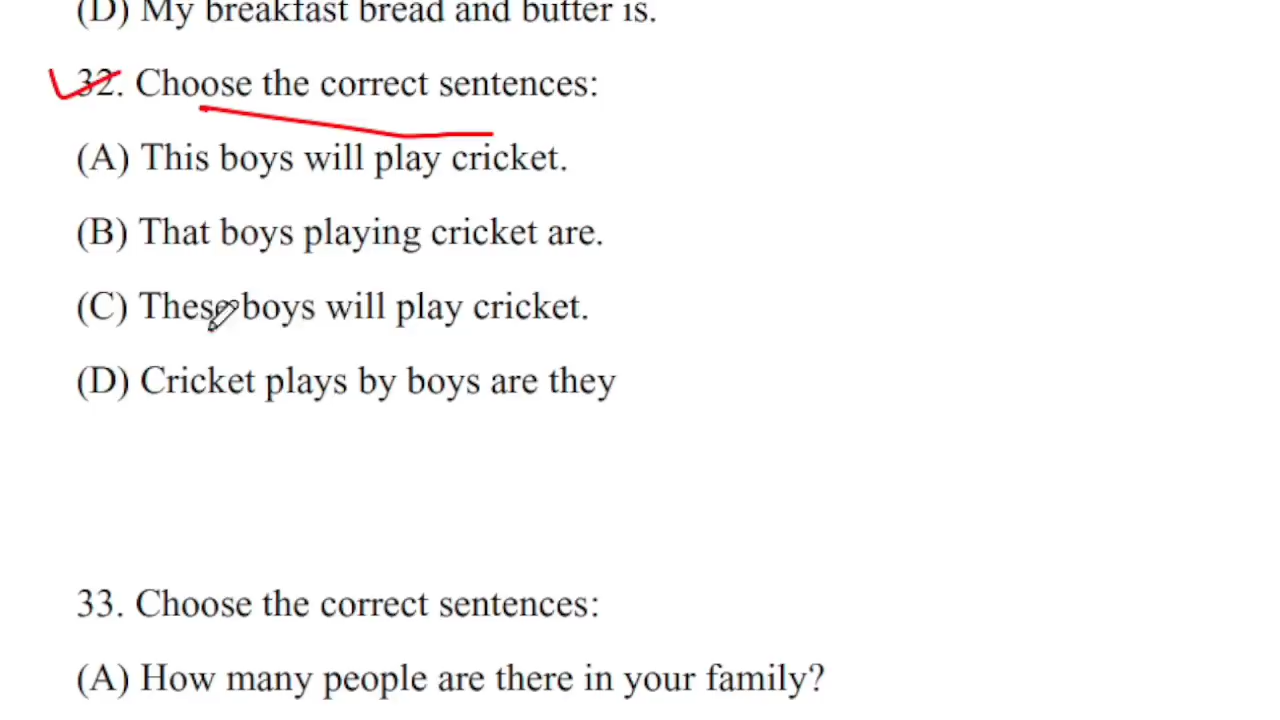 (D) My breakfast bread and butter is.
32. Choose the correct sentences:
(A) This boys will play cricket.
(B) That boys playing cricket are.
(C) These boys will play cricket.
(D) Cricket plays by boys are they
33. Choose the correct sentences:
(A) How many people are there in your family?